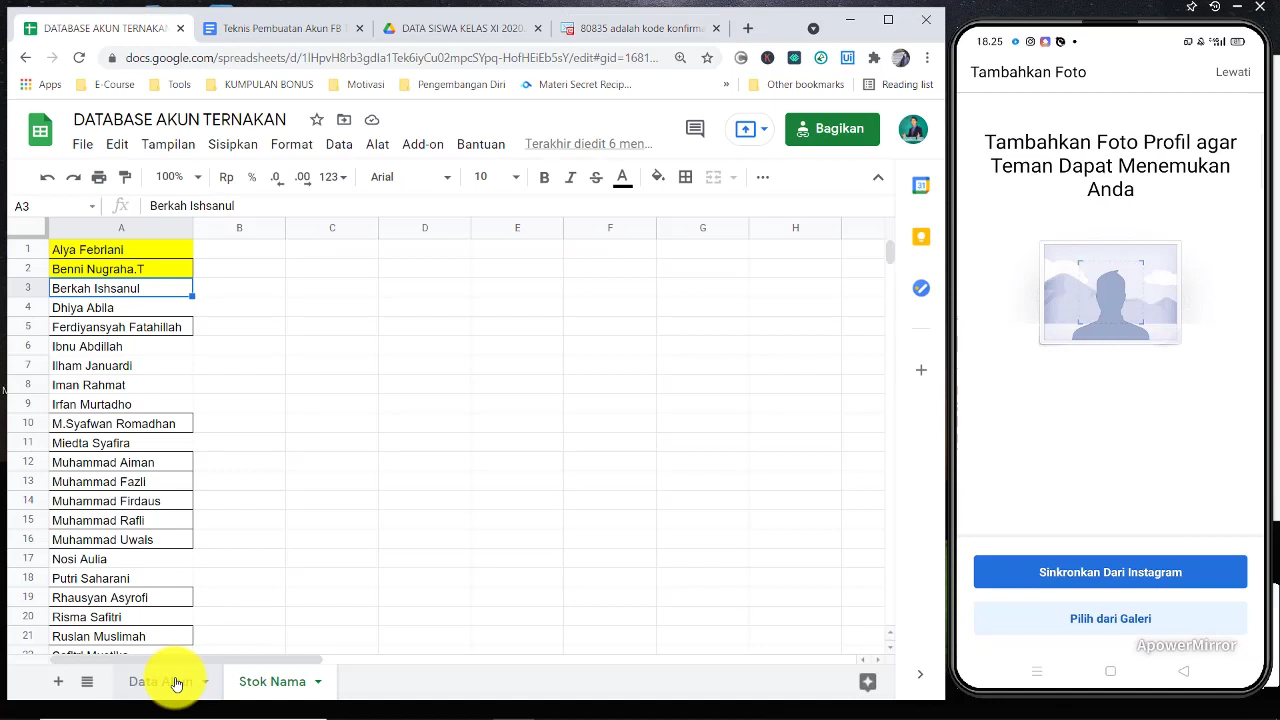 DATABASE AKUN TERNAKAN
Teknis Pembuatan Akun FB T
DATA SISWA KELAS XI 2020.
80835 adalah kode konfirma
docs.google.com/spreadsheets/d/1lHpvH8rb3gdIa1Tek6iyCu02mpcYS-rq-HofHEiEb5sY/edit#gid=1681...
Apps
E-Course
Tools
KUMPULAN BONUS
Motivasi
Pengembangan Diri
Materi Secret Recip...
»
Other bookmarks
Reading list
DATABASE AKUN TERNAKAN
Bagikan
File Edit Tampilan Sisipkan Format Data Alat Add-on Bantuan Terakhir diedit 6 men...
100% Rp % .0 .00 123 Arial 10 B I S A
A3 fx Berkah Ishsanul
A B C D E F G H
1 Alya Febriani
2 Benni Nugraha.T
3 Berkah Ishsanul
4 Dhiya Abila
5 Ferdiyansyah Fatahillah
6 Ibnu Abdillah
7 Ilham Januardi
8 Iman Rahmat
9 Irfan Murtadho
10 M.Syafwan Romadhan
11 Miedta Syafira
12 Muhammad Aiman
13 Muhammad Fazli
14 Muhammad Firdaus
15 Muhammad Rafli
16 Muhammad Uwais
17 Nosi Aulia
18 Putri Saharani
19 Rhausyan Asyrofi
20 Risma Safitri
21 Ruslan Muslimah
Stok Nama
18.25
Tambahkan Foto
Lewati
Tambahkan Foto Profil agar
Teman Dapat Menemukan
Anda
Sinkronkan Dari Instagram
Pilih dari Galeri
ApowerMirror